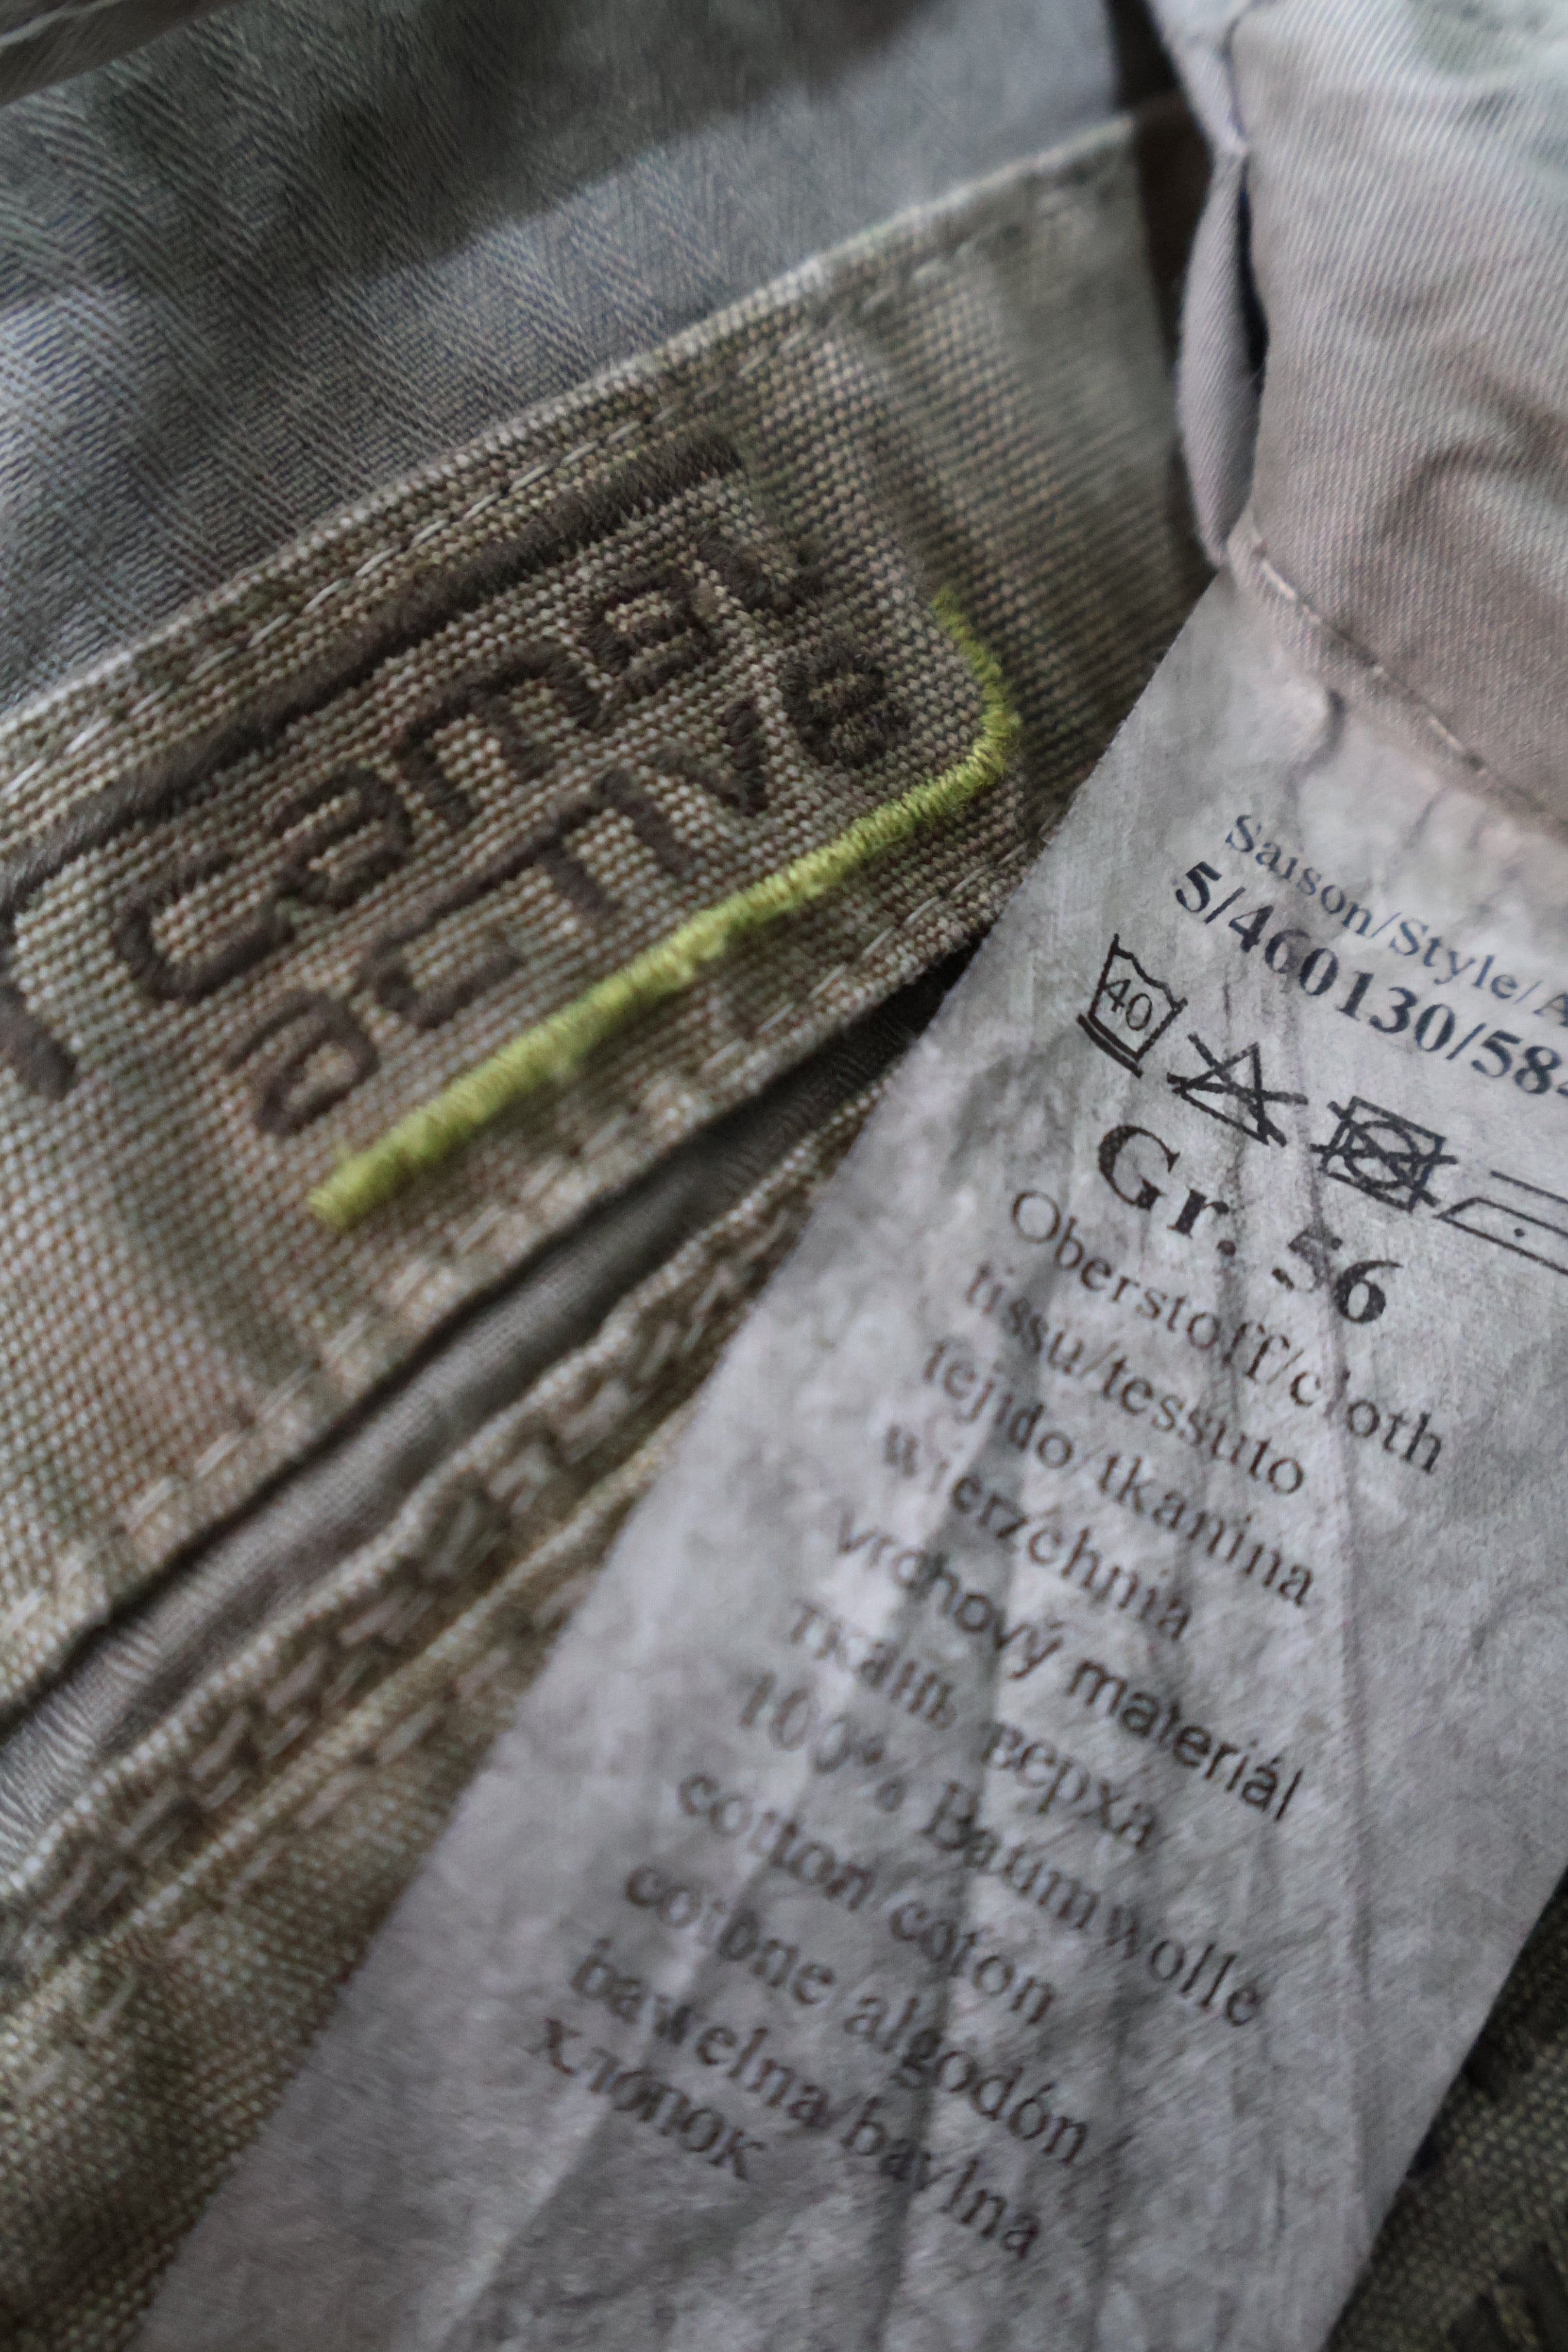 camel
active
Saison/Style/A
5/460130/58-
40
Gr. 56
Oberstoff/cloth
tissu/tessuto
tejido/tkanina
wierzchnia
vrchový materiál
ткань верха
100% Baumwolle
cotton/coton
cotone/algodón
bawelna/bavlna
хлопок